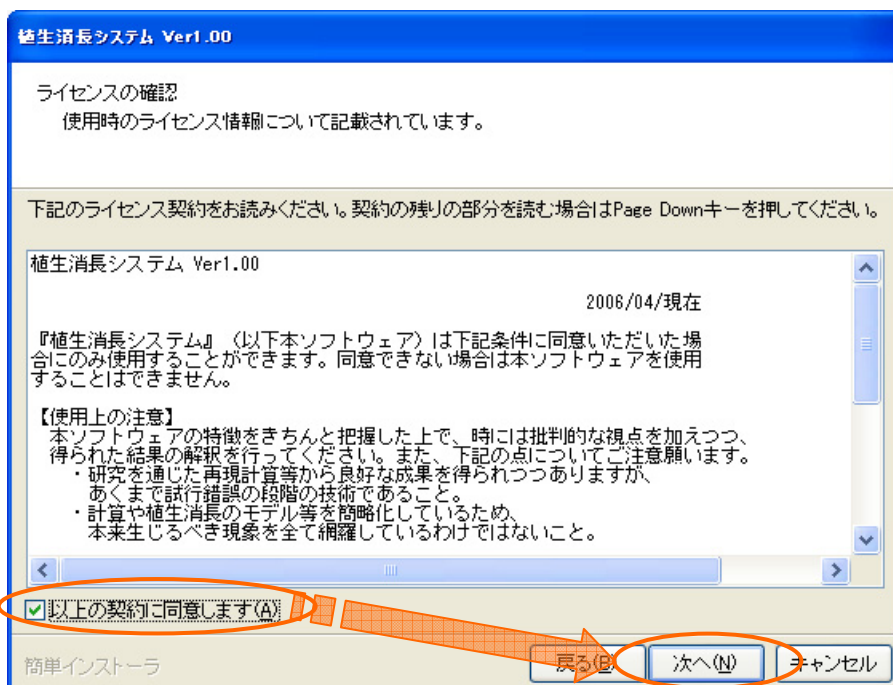 植生消長システム Ver1.00
ライセンスの確認
使用時のライセンス情報について記載されています。
下記のライセンス契約をお読みください。契約の残りの部分を読む場合はPage Downキーを押してください。
植生消長システム Ver1.00
2006/04/現在
『植生消長システム』（以下本ソフトウェア）は下記条件に同意いただいた場
合にのみ使用することができます。同意できない場合は本ソフトウェアを使用
することはできません。
【使用上の注意】
本ソフトウェアの特徴をきちんと把握した上で、時には批判的な視点を加えつつ、
得られた結果の解釈を行ってください。また、下記の点についてご注意願います。
・研究を通じた再現計算等から良好な成果を得られつつありますが、
あくまで試行錯誤の段階の技術であること。
・計算や植生消長のモデル等を簡略化しているため、
本来生じるべき現象を全て網羅しているわけではないこと。
以上の契約に同意します(A)
簡単インストーラ
戻る(B)
次へ(N)
キャンセル